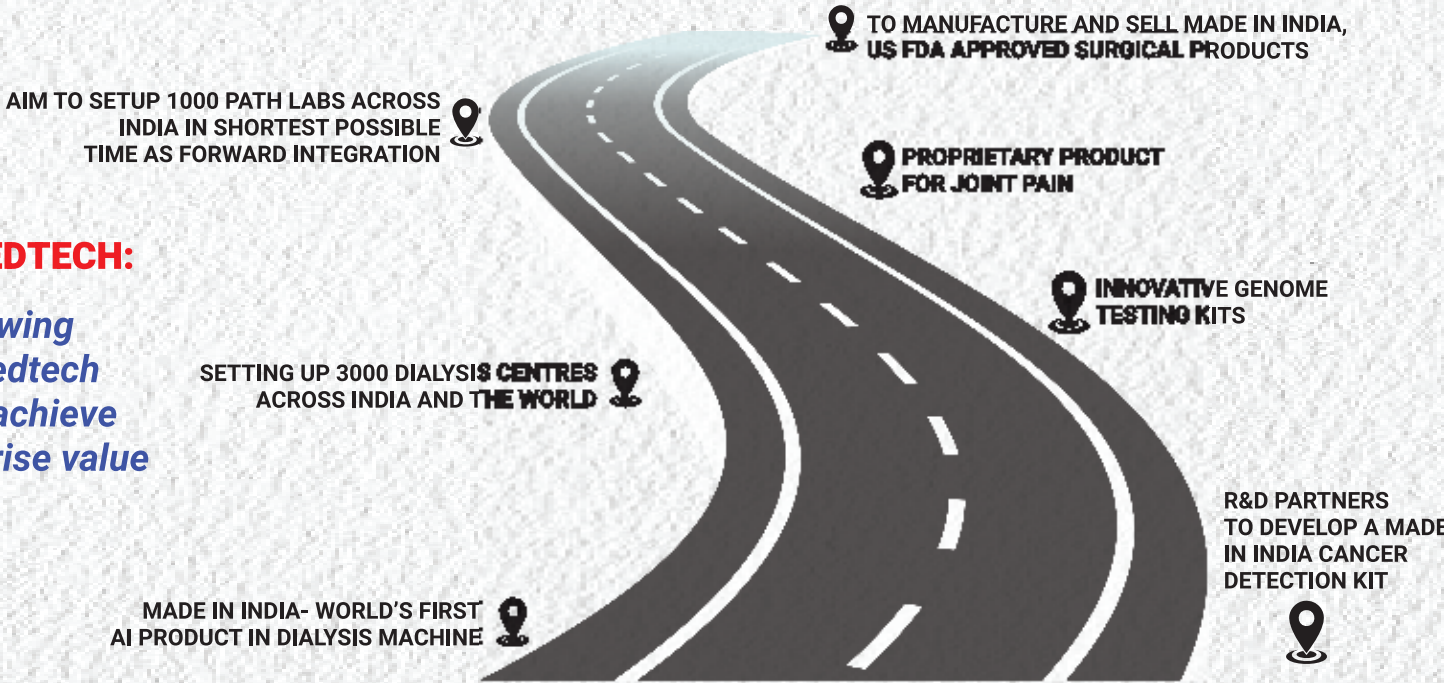 TO MANUFACTURE AND SELL MADE IN INDIA,
US FDA APPROVED SURGICAL PRODUCTS
AIM TO SETUP 1000 PATH LABS ACROSS
INDIA IN SHORTEST POSSIBLE
TIME AS FORWARD INTEGRATION
PROPRIETARY PRODUCT
FOR JOINT PAIN
EDTECH:
wing
edtech
achieve
rise value
INNOVATIVE GENOME
TESTING KITS
SETTING UP 3000 DIALYSIS CENTRES
ACROSS INDIA AND THE WORLD
R&D PARTNERS
TO DEVELOP A MADE
IN INDIA CANCER
DETECTION KIT
MADE IN INDIA- WORLD'S FIRST
AI PRODUCT IN DIALYSIS MACHINE